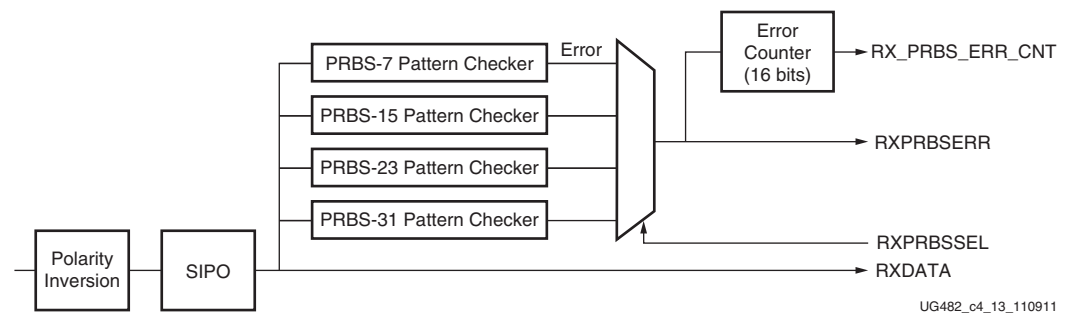 Error
Counter
(16 bits)
RX_PRBS_ERR_CNT
PRBS-7 Pattern Checker
Error
PRBS-15 Pattern Checker
RXPRBSERR
PRBS-23 Pattern Checker
PRBS-31 Pattern Checker
RXPRBSSEL
Polarity
Inversion
SIPO
RXDATA
UG482_c4_13_110911